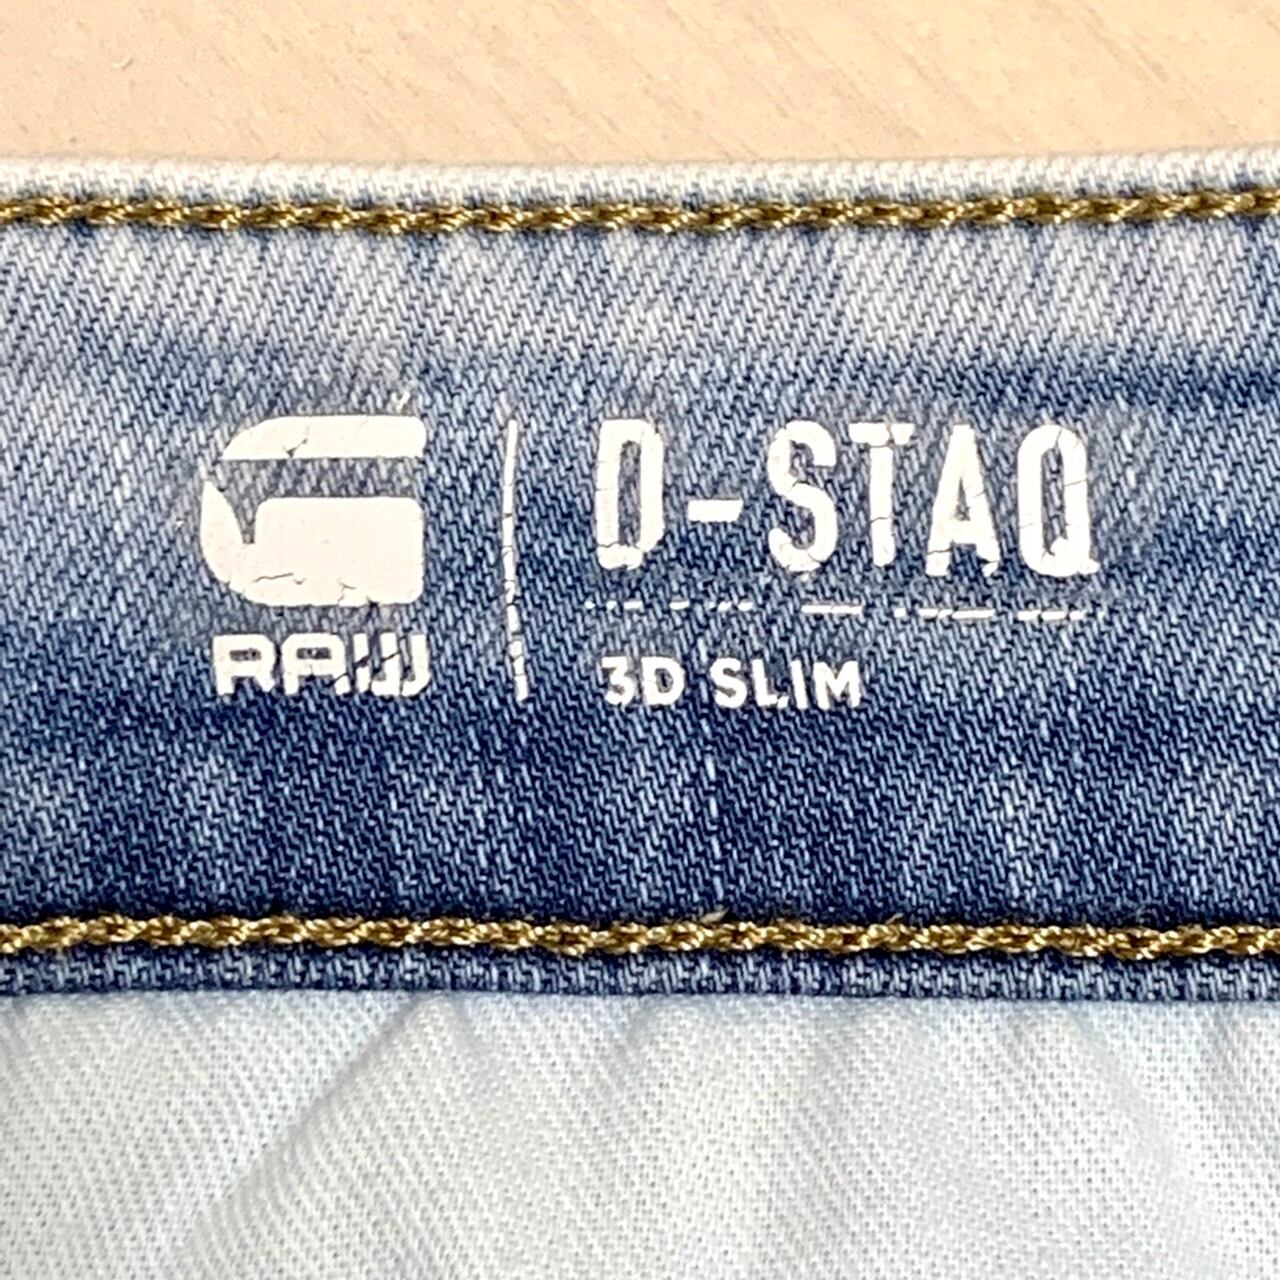 G
RAW
D-STAQ
3D SLIM